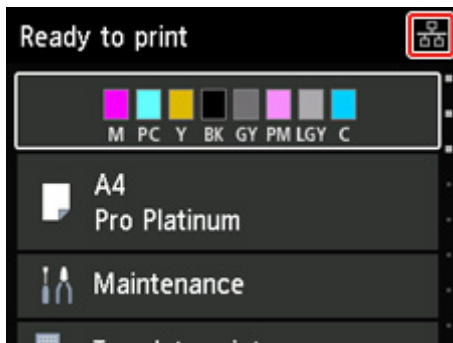 Ready to print
M PC Y BK GY PM LGY C
A4
Pro Platinum
Maintenance